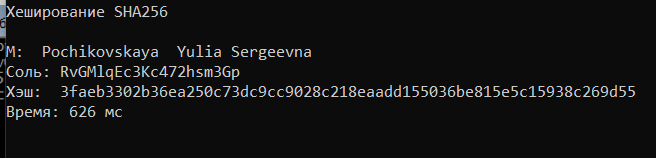 Хеширование SHA256
М:  Pochikovskaya  Yulia Sergeevna
Соль: RvGMlqEc3Kc472hsm3Gp
Хэш:  3faeb3302b36ea250c73dc9cc9028c218eaadd155036be815e5c15938c269d55
Время: 626 мс